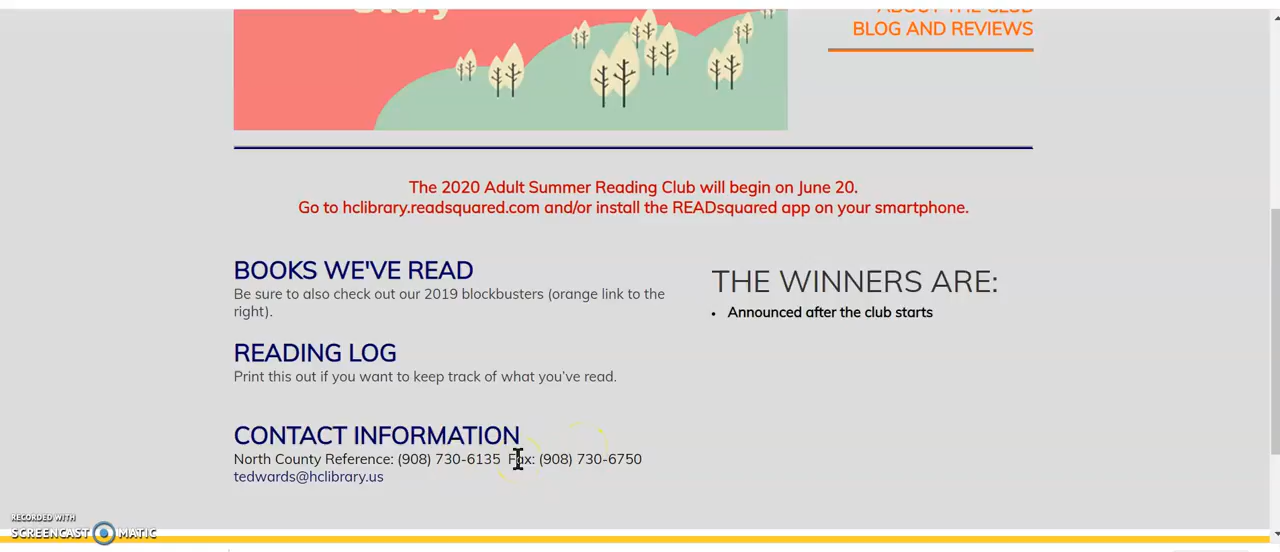 Story
ABOUT THE CLUB
BLOG AND REVIEWS
The 2020 Adult Summer Reading Club will begin on June 20.
Go to hclibrary.readsquared.com and/or install the READsquared app on your smartphone.
BOOKS WE'VE READ
Be sure to also check out our 2019 blockbusters (orange link to the
right).
THE WINNERS ARE:
• Announced after the club starts
READING LOG
Print this out if you want to keep track of what you've read.
CONTACT INFORMATION
North County Reference: (908) 730-6135 Fax: (908) 730-6750
tedwards@hclibrary.us
RECORDED WITH
SCREENCAST MATIC